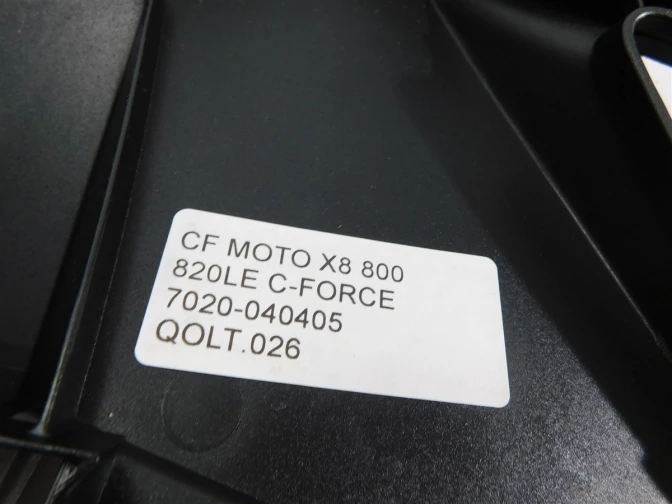 CF MOTO X8 800
820LE C-FORCE
7020-040405
QOLT.026